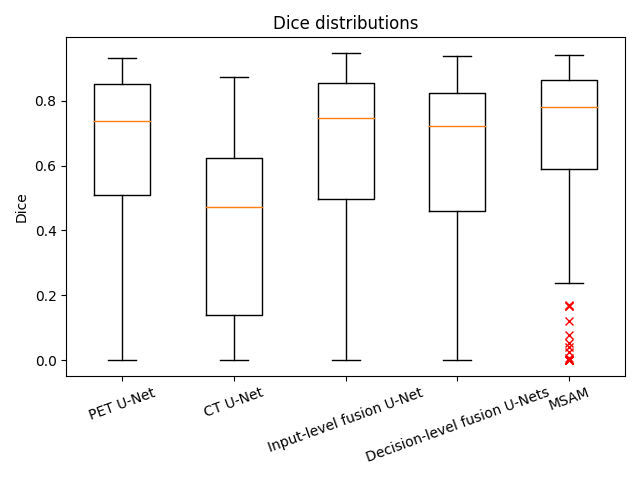 Dice distributions
Dice
0.8
0.6
0.4
0.2
0.0
PET U-Net
CT U-Net
Input-level fusion U-Net
Decision-level fusion U-Nets
MSAM